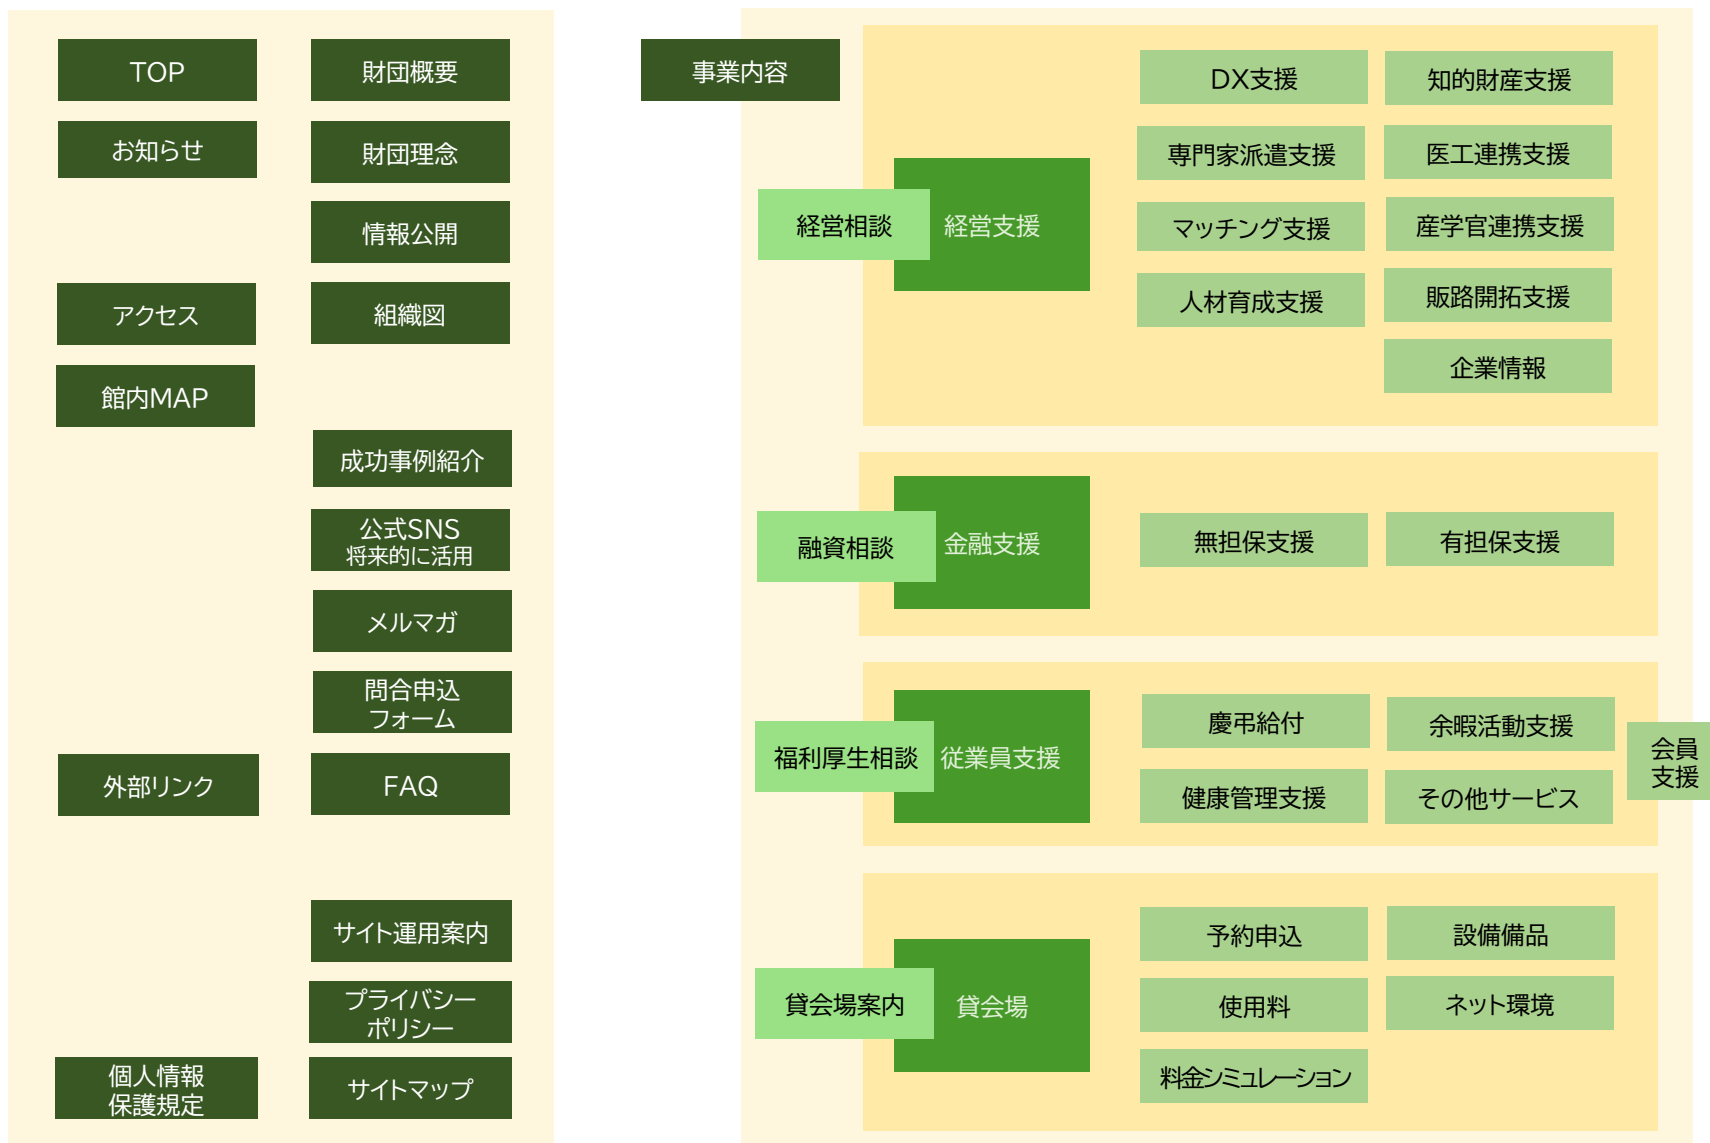 TOP
財団概要
お知らせ
財団理念
情報公開
アクセス
組織図
館内MAP
成功事例紹介
公式SNS
将来的に活用
メルマガ
問合申込
フォーム
外部リンク
FAQ
サイト運用案内
プライバシー
ポリシー
個人情報
保護規定
サイトマップ
事業内容
経営相談
経営支援
DX支援
知的財産支援
専門家派遣支援
医工連携支援
マッチング支援
産学官連携支援
人材育成支援
販路開拓支援
企業情報
融資相談
金融支援
無担保支援
有担保支援
福利厚生相談
従業員支援
慶弔給付
余暇活動支援
健康管理支援
その他サービス
会員
支援
貸会場案内
貸会場
予約申込
設備備品
使用料
ネット環境
料金シミュレーション